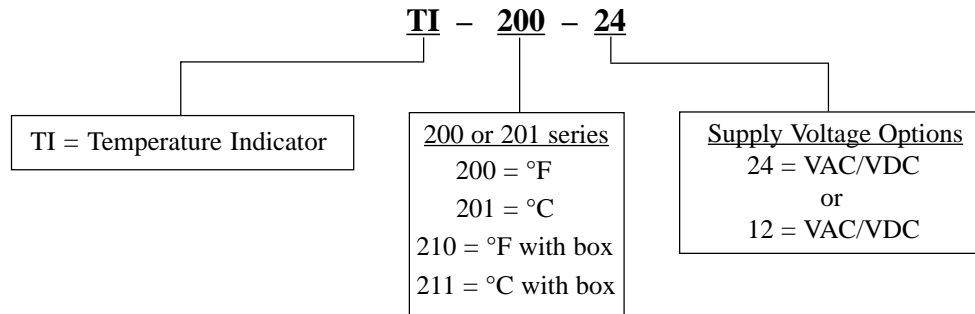 TI – 200 – 24
TI = Temperature Indicator
200 or 201 series
200 = °F
201 = °C
210 = °F with box
211 = °C with box
Supply Voltage Options
24 = VAC/VDC
or
12 = VAC/VDC